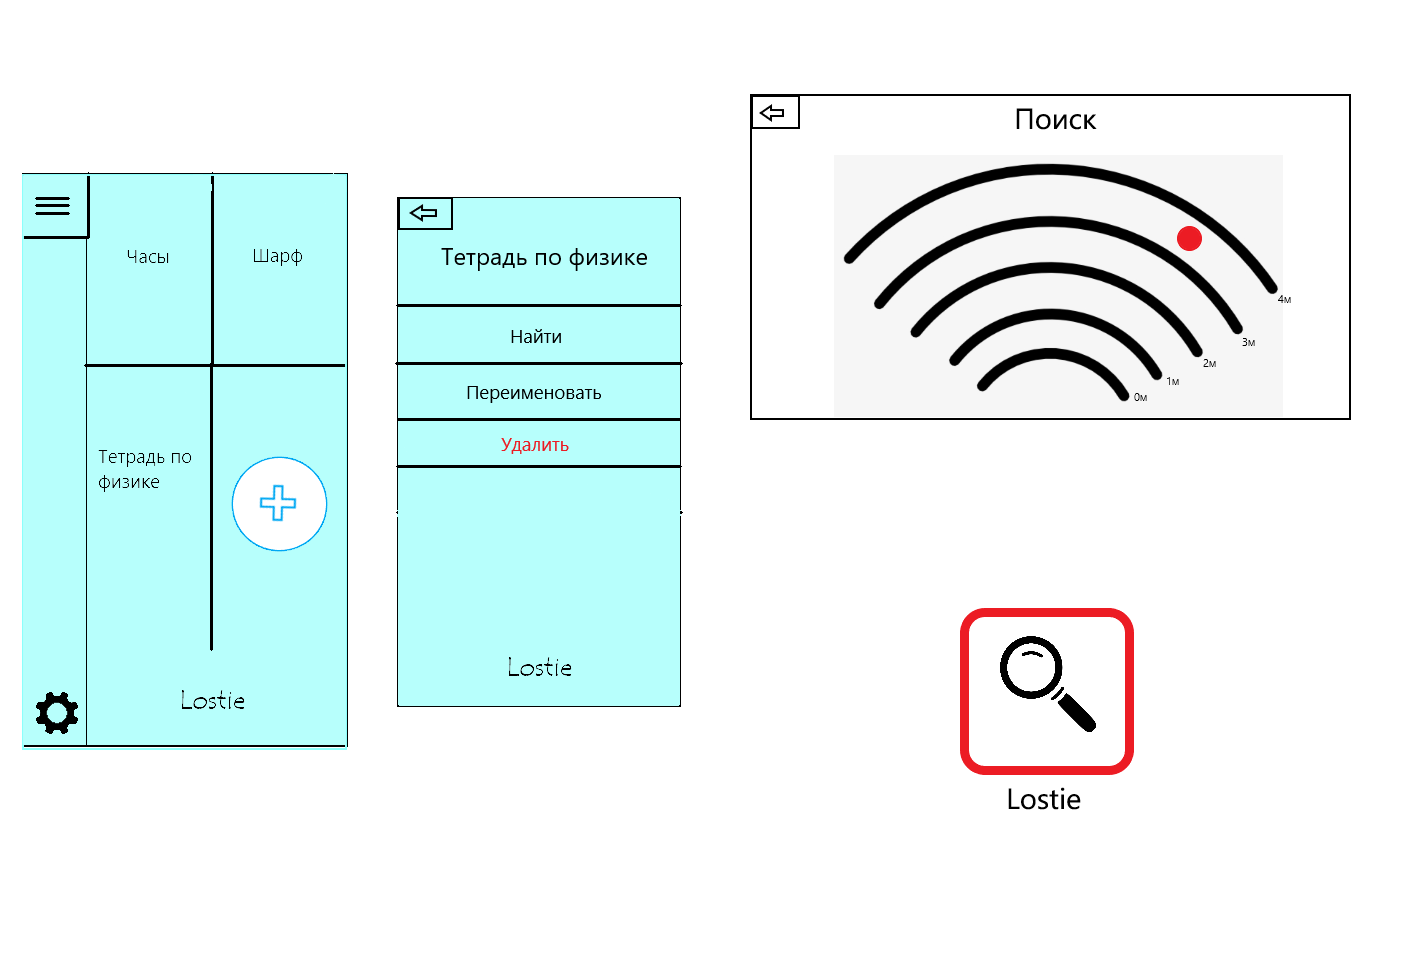 Часы
Шарф
Тетрадь по
физике
Lostie
Тетрадь по физике
Найти
Переименовать
Удалить
Lostie
Поиск
4м
3м
2м
1м
0м
Lostie